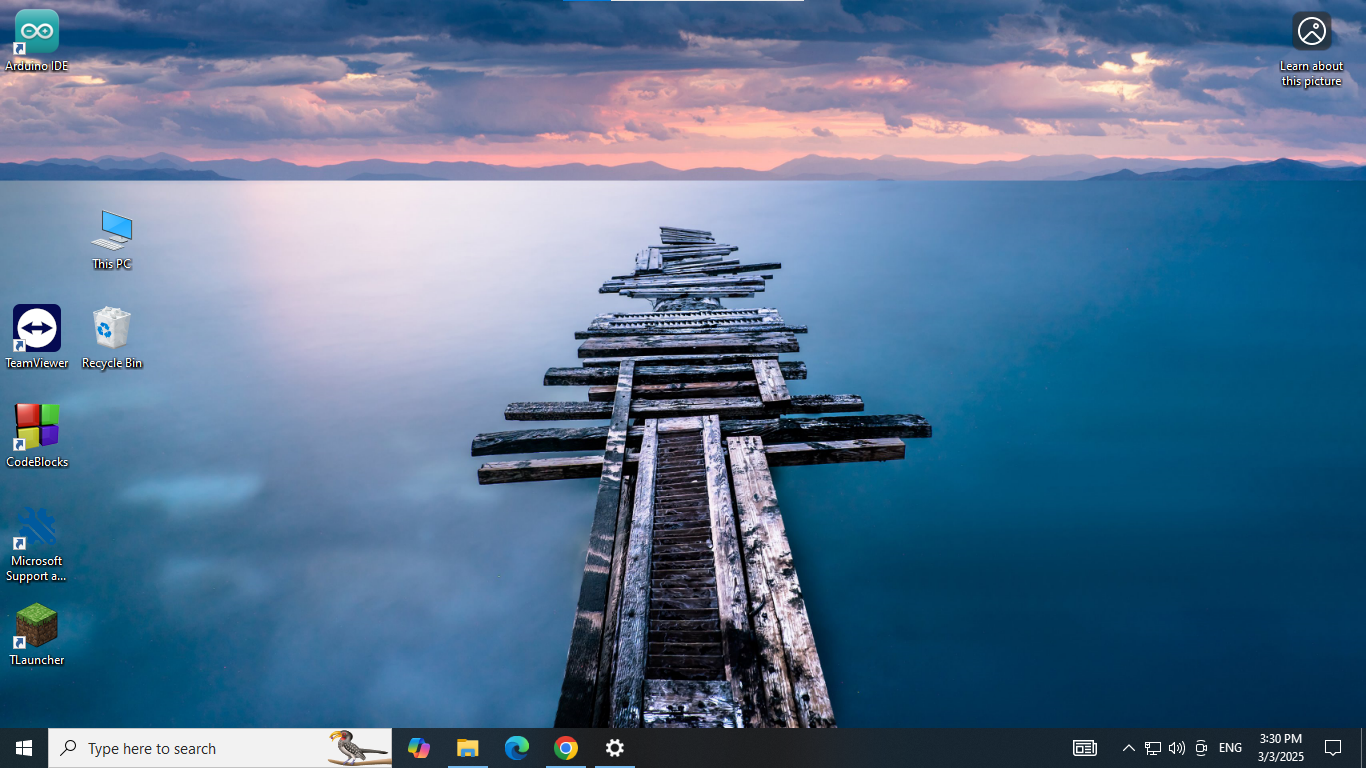 Arduino IDE
Learn about
this picture
This PC
TeamViewer
Recycle Bin
CodeBlocks
Microsoft
Support a...
TLauncher
Type here to search
ENG
3:30 PM
3/3/2025